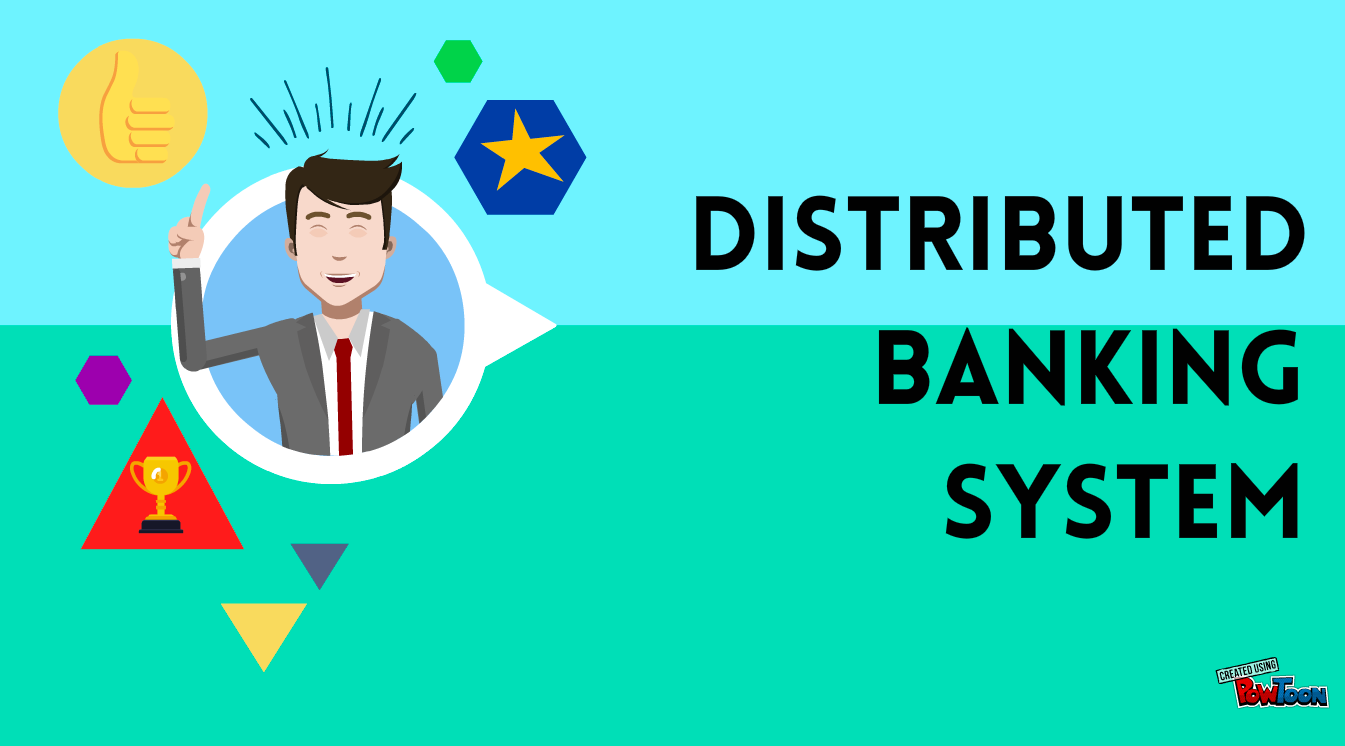 DISTRIBUTED
BANKING
SYSTEM
CREATED USING
POWTOON